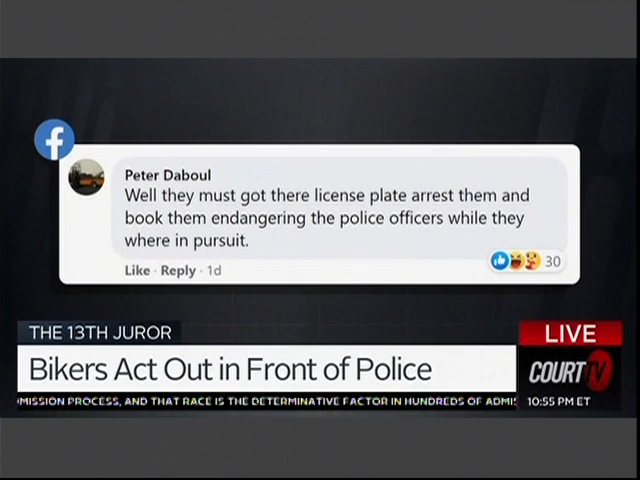 f
Peter Daboul
Well they must got there license plate arrest them and
book them endangering the police officers while they
where in pursuit.
Like · Reply · 1d
30
THE 13TH JUROR
LIVE
Bikers Act Out in Front of Police
COURT TV
MISSION PROCESS, AND THAT RACE IS THE DETERMINATIVE FACTOR IN HUNDREDS OF ADMIS
10:55 PM ET